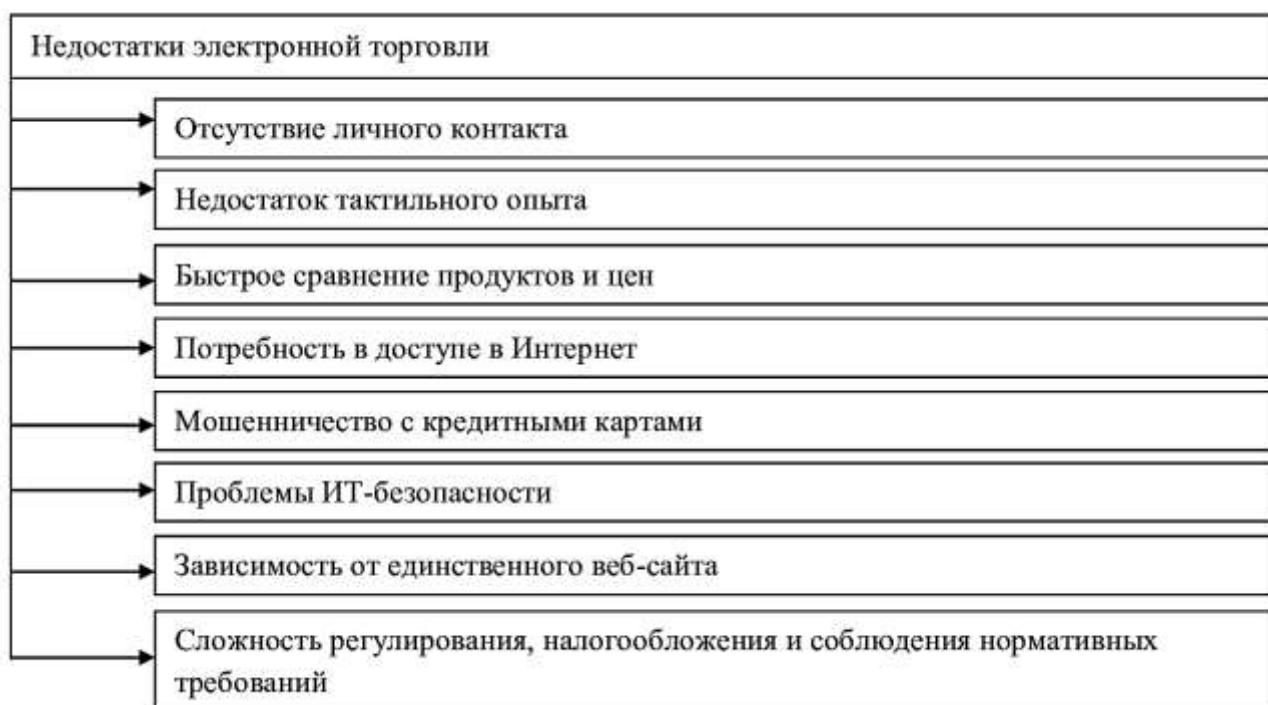 Недостатки электронной торговли
Отсутствие личного контакта
Недостаток тактильного опыта
Быстрое сравнение продуктов и цен
Потребность в доступе в Интернет
Мошенничество с кредитными картами
Проблемы ИТ-безопасности
Зависимость от единственного веб-сайта
Сложность регулирования, налогообложения и соблюдения нормативных
требований